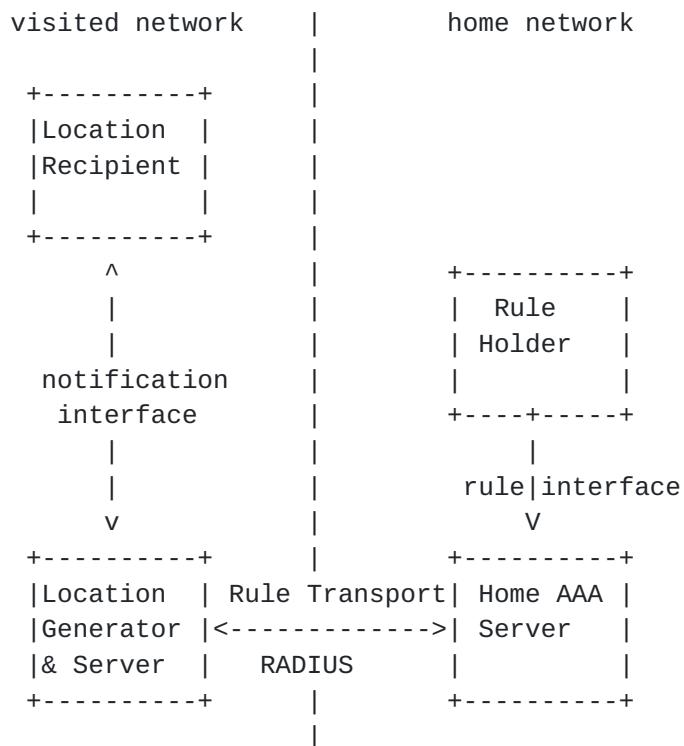 visited network | home network
|
+----------+ |
|Location | |
|Recipient | |
| | |
+----------+ |
^ | +----------+
| | | Rule |
| | | Holder |
notification | | |
interface | +----+-----+
| | |
| | rule|interface
v | V
+----------+ | +----------+
|Location | Rule Transport| Home AAA |
|Generator |<------------->| Server |
|& Server | RADIUS | |
+----------+ | +----------+
|